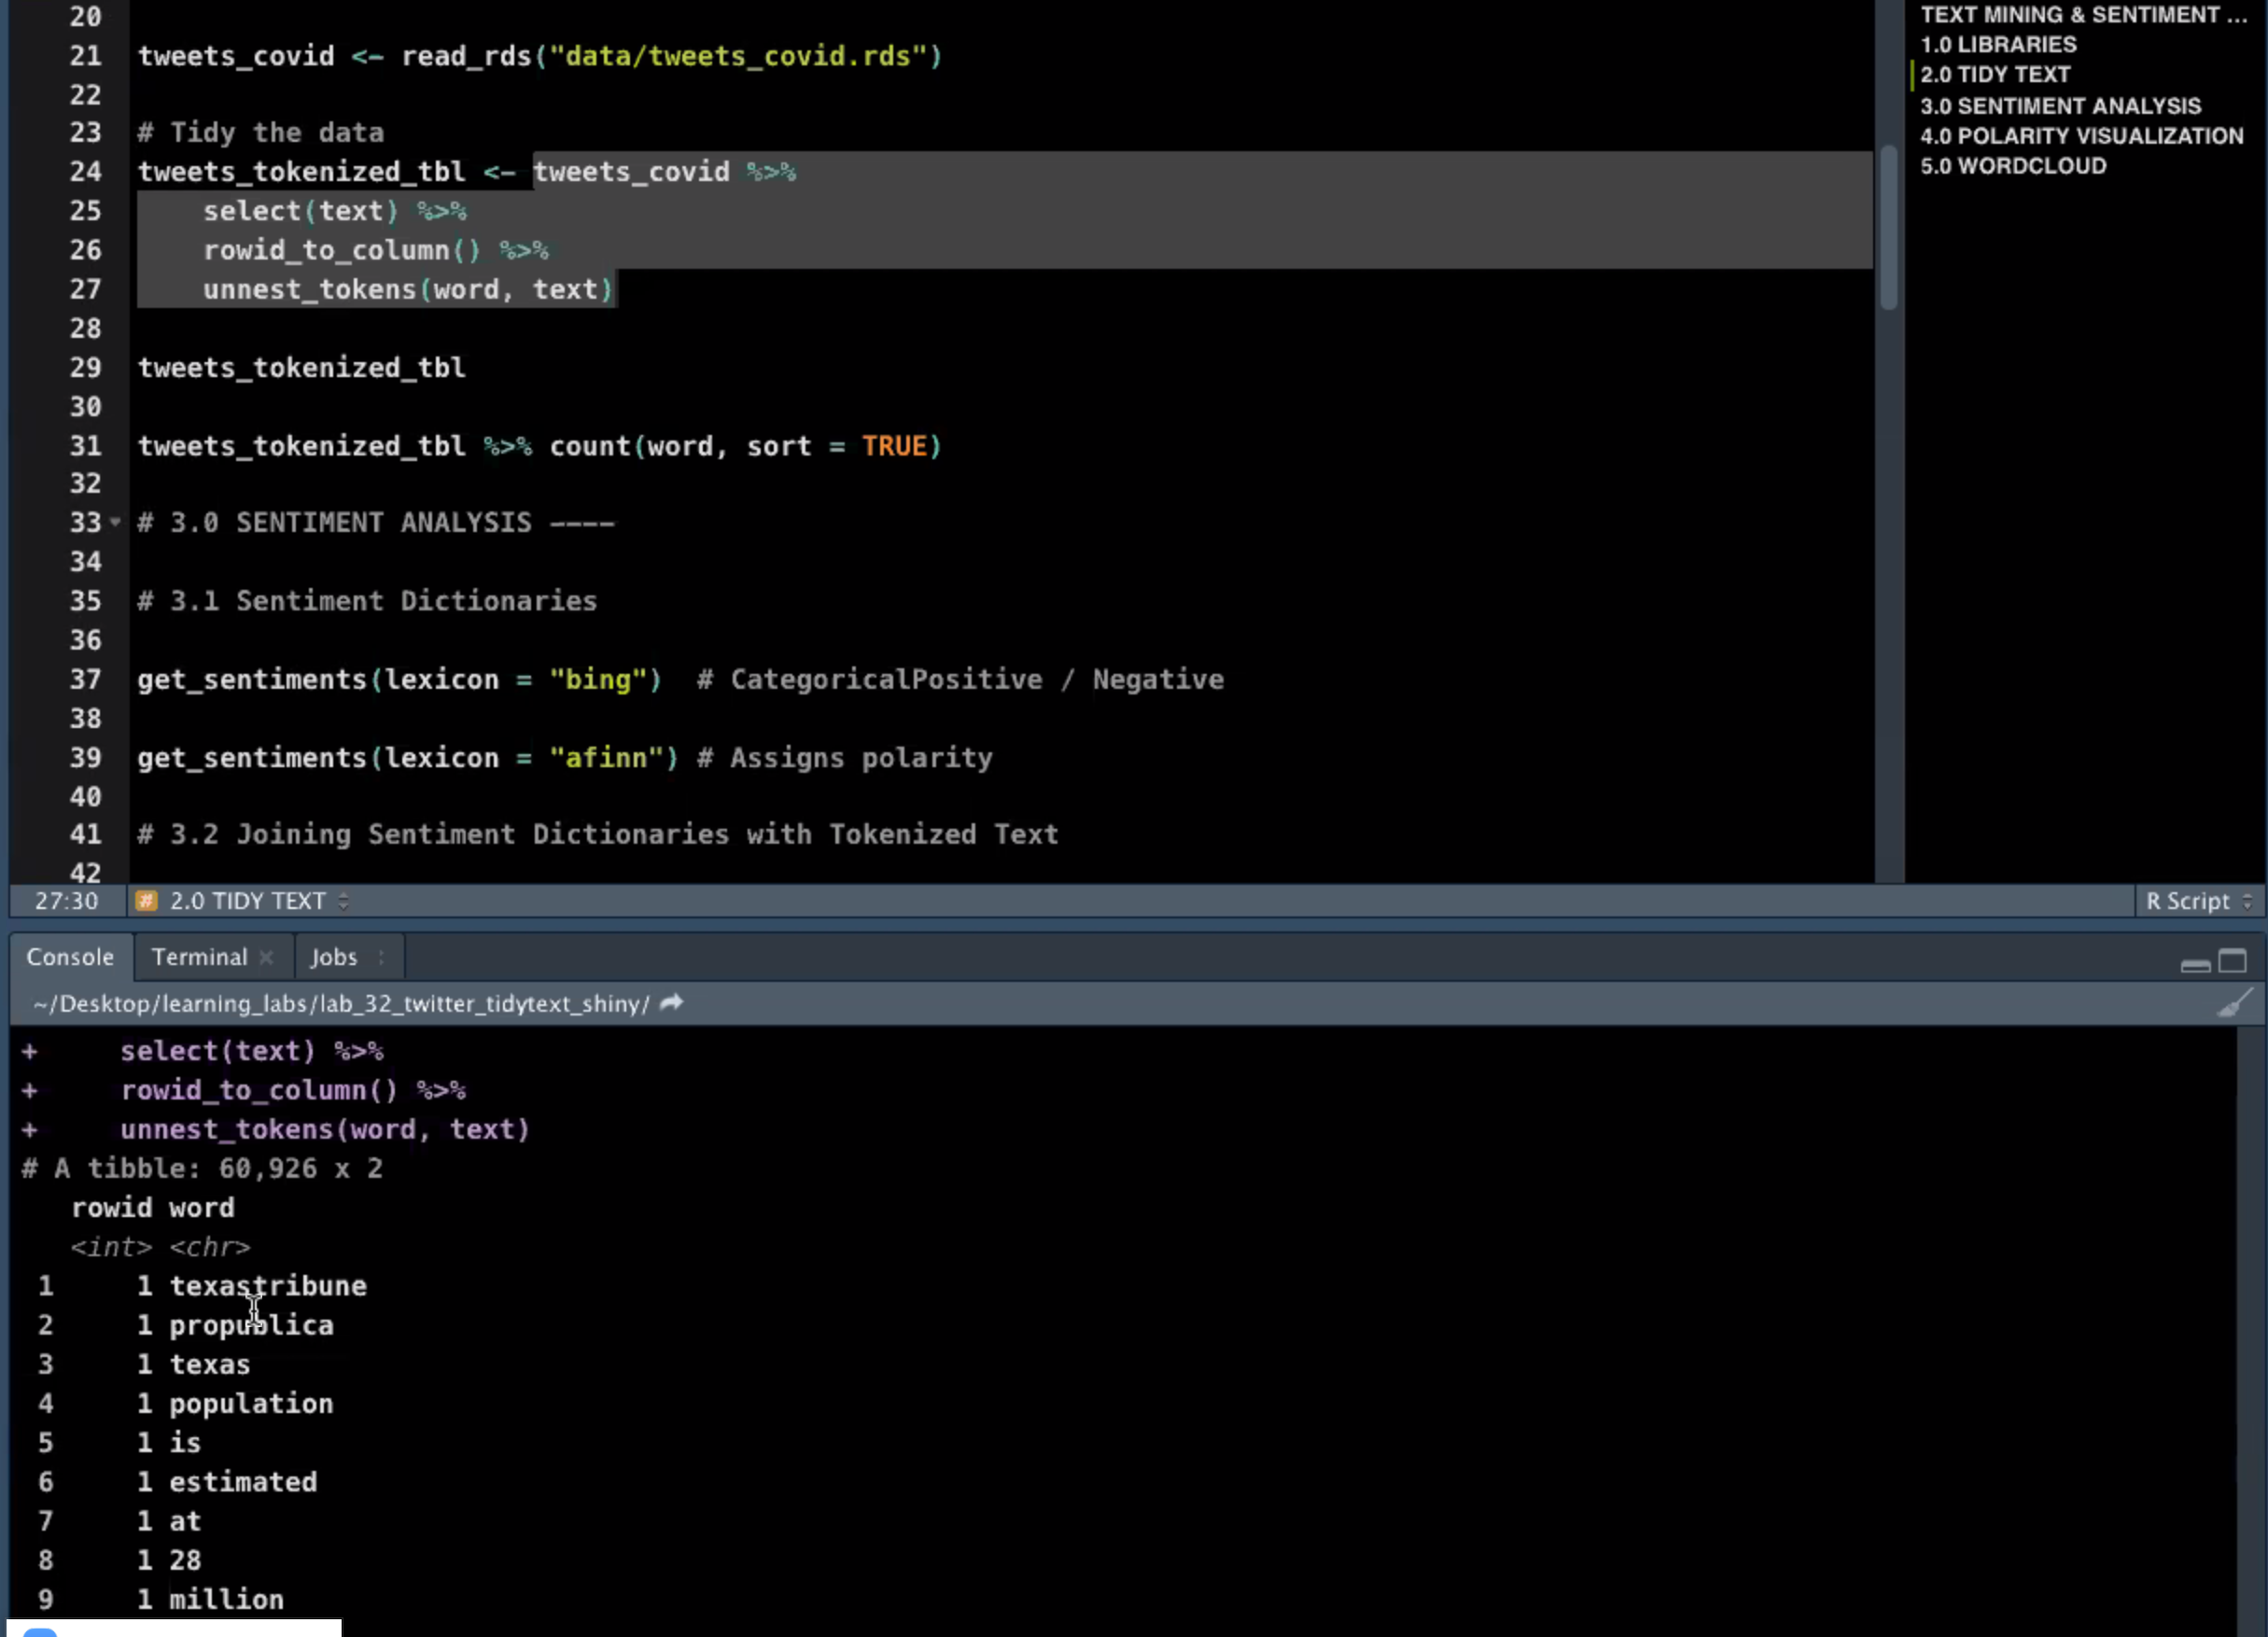 20
21 tweets_covid <- read_rds("data/tweets_covid.rds")
22
23 # Tidy the data
24 tweets_tokenized_tbl <- tweets_covid %>%
25     select(text) %>%
26     rowid_to_column() %>%
27     unnest_tokens(word, text)
28
29 tweets_tokenized_tbl
30
31 tweets_tokenized_tbl %>% count(word, sort = TRUE)
32
33 # 3.0 SENTIMENT ANALYSIS ----
34
35 # 3.1 Sentiment Dictionaries
36
37 get_sentiments(lexicon = "bing")  # CategoricalPositive / Negative
38
39 get_sentiments(lexicon = "afinn") # Assigns polarity
40
41 # 3.2 Joining Sentiment Dictionaries with Tokenized Text
42
TEXT MINING & SENTIMENT ...
1.0 LIBRARIES
2.0 TIDY TEXT
3.0 SENTIMENT ANALYSIS
4.0 POLARITY VISUALIZATION
5.0 WORDCLOUD
27:30 # 2.0 TIDY TEXT R Script
Console Terminal Jobs
~/Desktop/learning_labs/lab_32_twitter_tidytext_shiny/
+     select(text) %>%
+     rowid_to_column() %>%
+     unnest_tokens(word, text)
# A tibble: 60,926 x 2
   rowid word
   <int> <chr>
 1     1 texastribune
 2     1 propublica
 3     1 texas
 4     1 population
 5     1 is
 6     1 estimated
 7     1 at
 8     1 28
 9     1 million